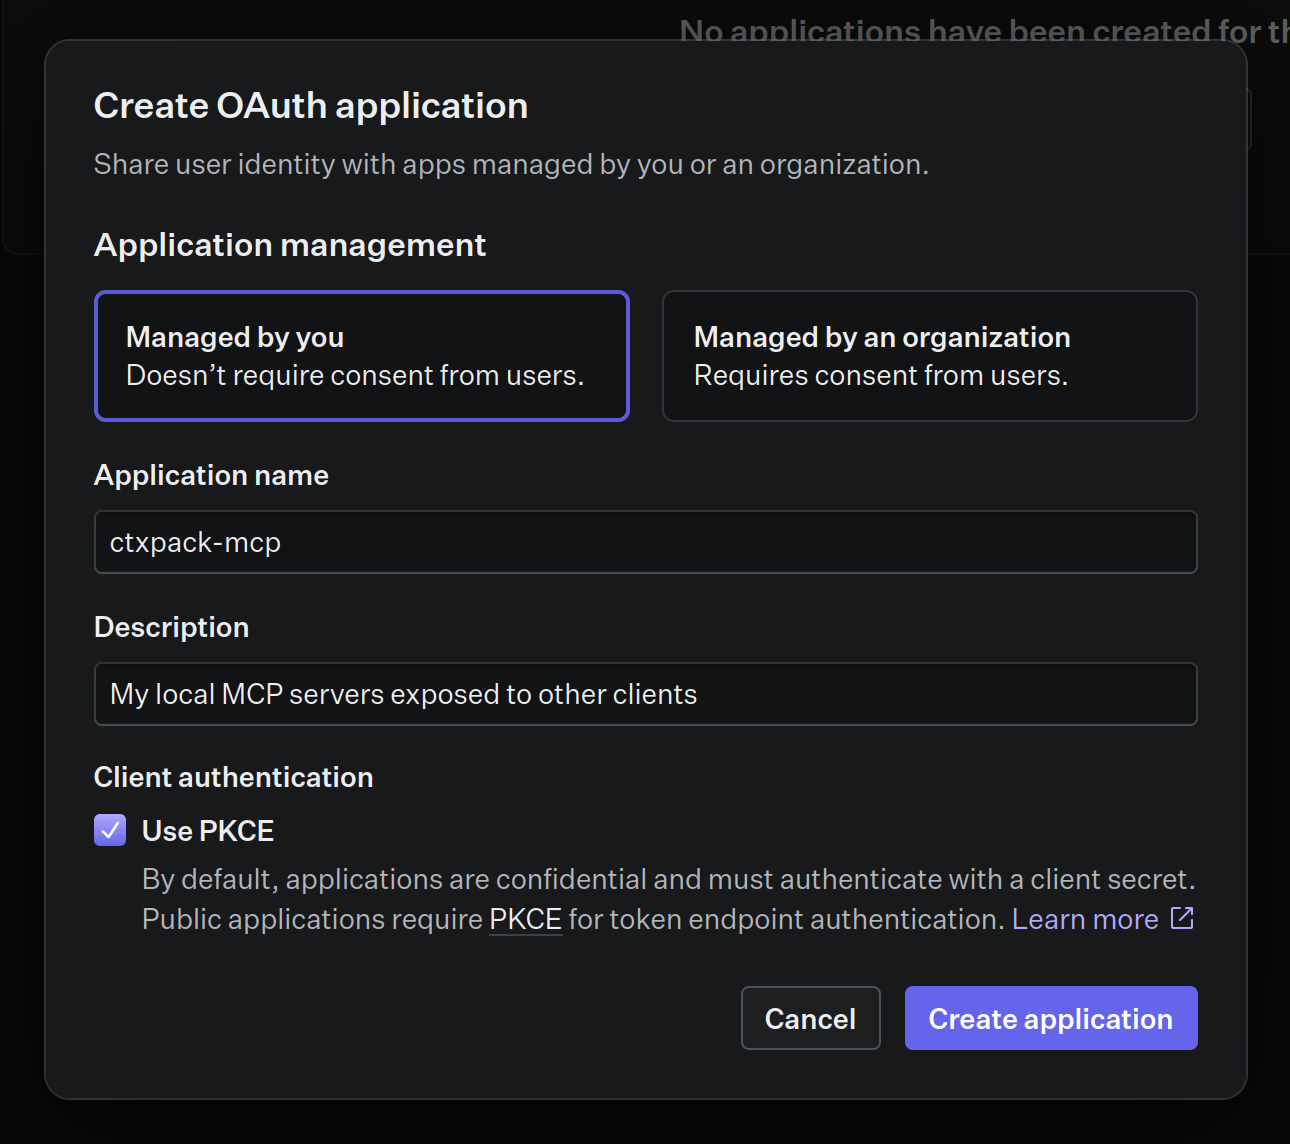 No applications have been created for th
Create OAuth application
Share user identity with apps managed by you or an organization.
Application management
Managed by you
Doesn’t require consent from users.
Managed by an organization
Requires consent from users.
Application name
ctxpack-mcp
Description
My local MCP servers exposed to other clients
Client authentication
Use PKCE
By default, applications are confidential and must authenticate with a client secret.
Public applications require PKCE for token endpoint authentication. Learn more
Cancel
Create application